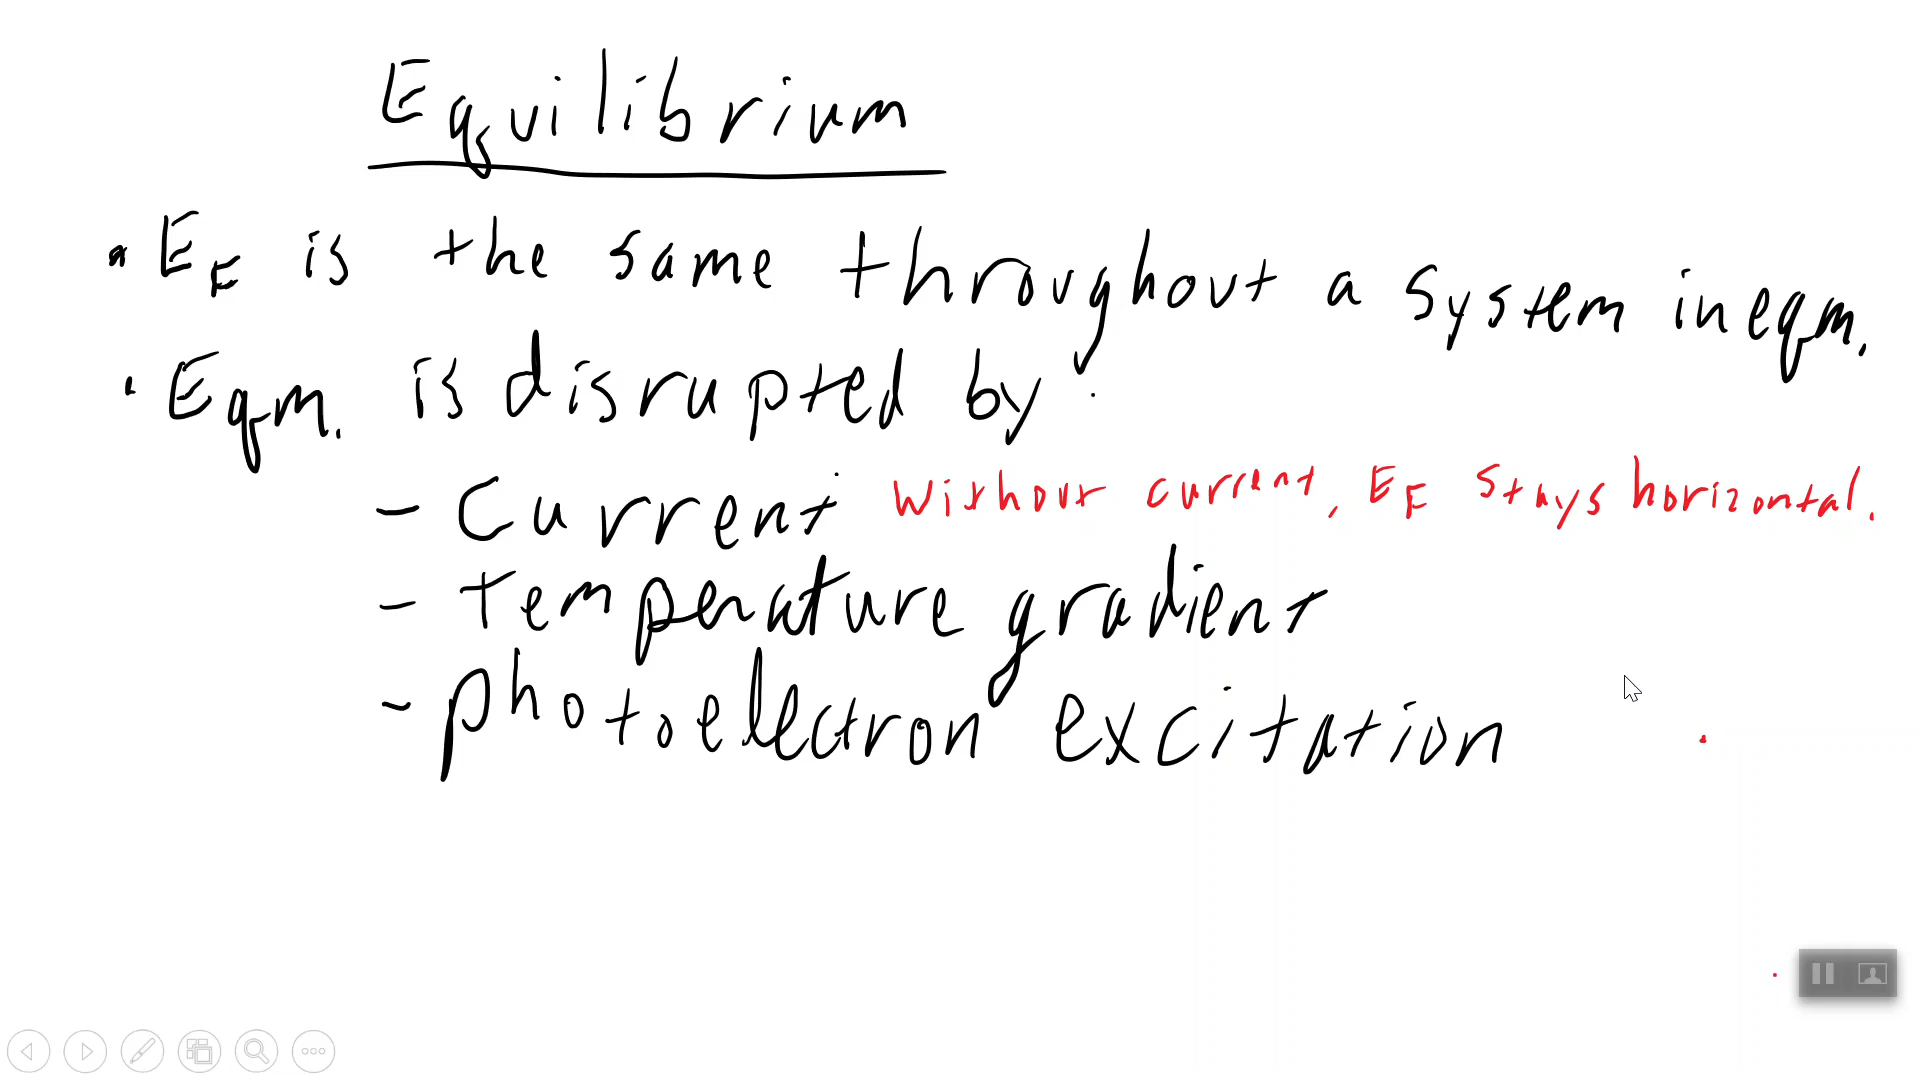 Equilibrium
• E_F is the same throughout a system in eqm.
• Eqm. is disrupted by
- Current Without current, E_F stays horizontal.
- temperature gradient
- photoelectron excitation